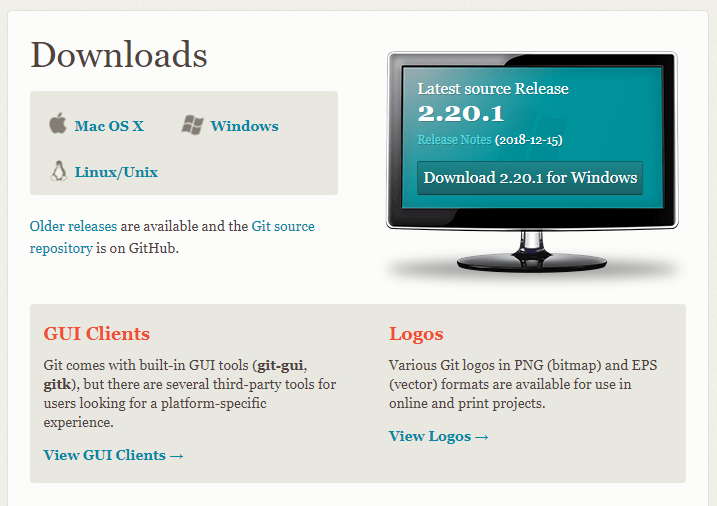 Downloads
Mac OS X
Windows
Linux/Unix
Older releases are available and the Git source
repository is on GitHub.
Latest source Release
2.20.1
Release Notes (2018-12-15)
Download 2.20.1 for Windows
GUI Clients
Git comes with built-in GUI tools (git-gui,
gitk), but there are several third-party tools for
users looking for a platform-specific
experience.
View GUI Clients →
Logos
Various Git logos in PNG (bitmap) and EPS
(vector) formats are available for use in
online and print projects.
View Logos →